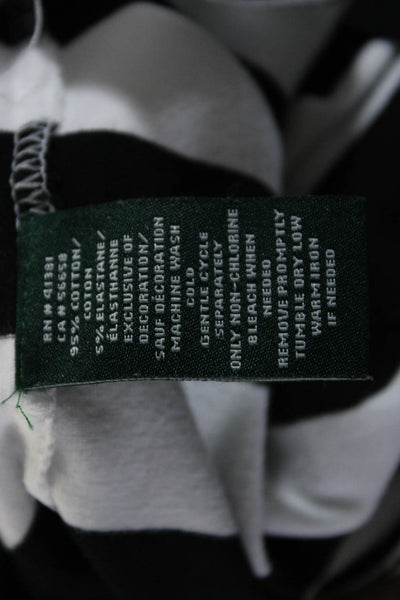 RN# 41381
CA# 56658
95% COTTON/
COTON
5% ELASTANE/
ÉLASTHANE
EXCLUSIVE OF
DECORATION/
SAUF DÉCORATION
MACHINE WASH
COLD
GENTLE CYCLE
SEPARATELY
ONLY NON-CHLORINE
BLEACH WHEN
NEEDED
REMOVE PROMPTLY
TUMBLE DRY LOW
WARM IRON
IF NEEDED